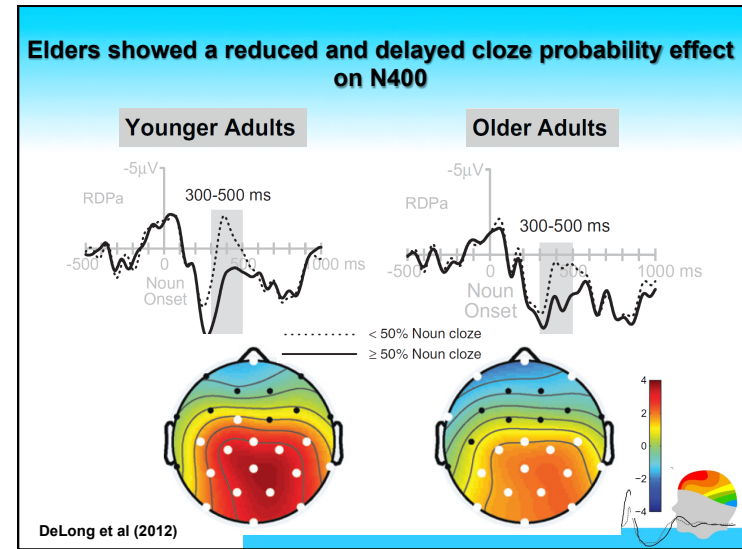 Elders showed a reduced and delayed cloze probability effect
on N400
Younger Adults
Older Adults
-5μV
RDPa
300-500 ms
-500
0
500
1000 ms
Noun
Onset
-5μV
RDPa
300-500 ms
-500
0
500
1000 ms
Noun
Onset
< 50% Noun cloze
≥ 50% Noun cloze
4
2
0
−2
−4
DeLong et al (2012)